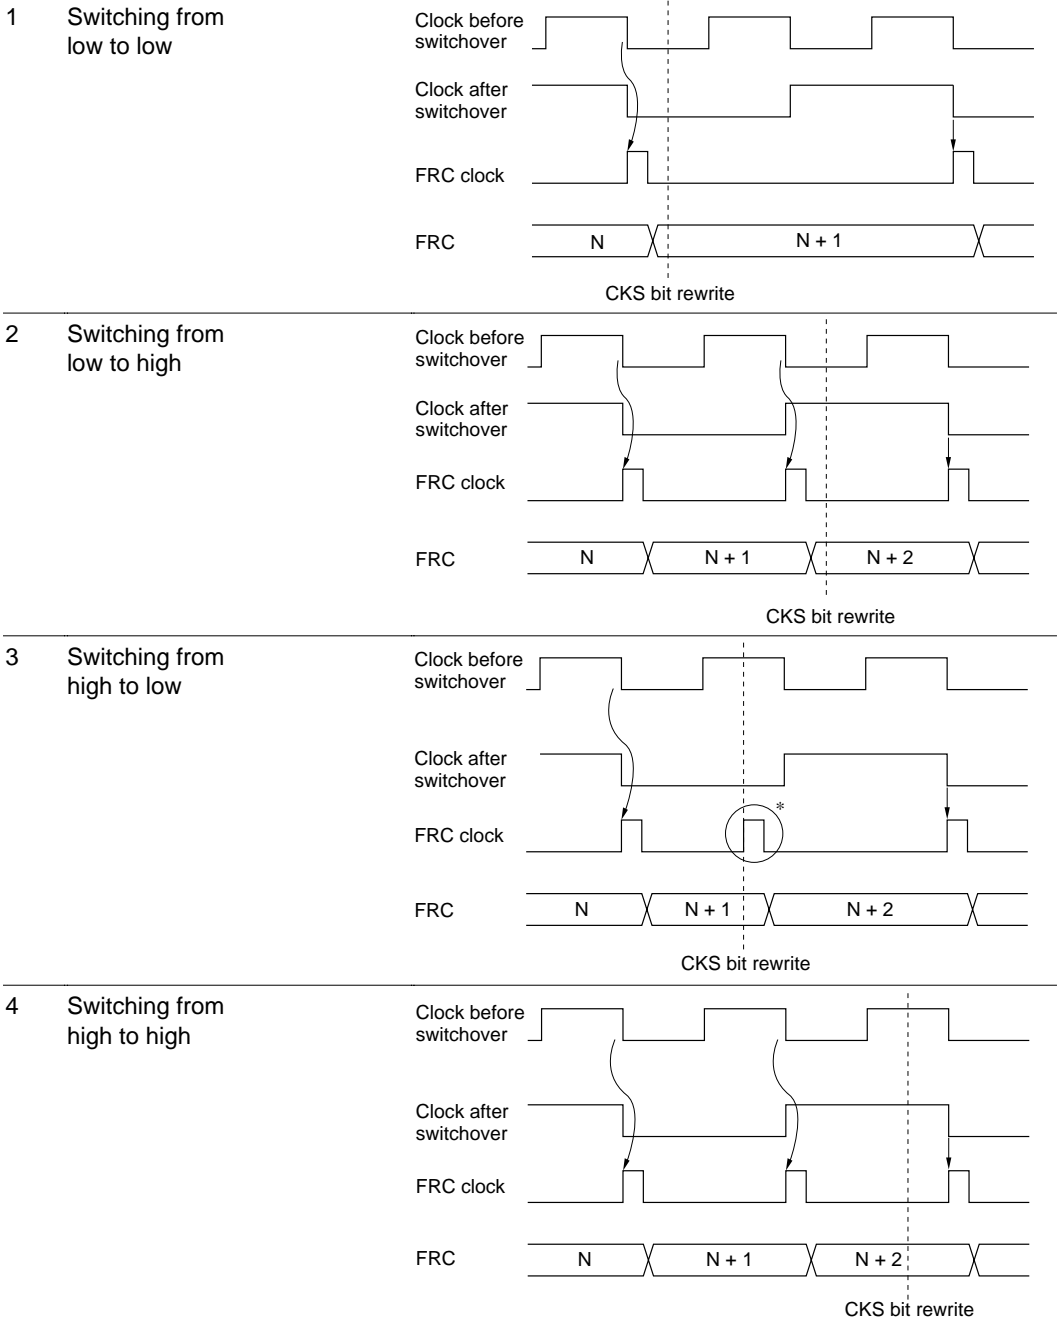 1 Switching from
low to low
Clock before
switchover
Clock after
switchover
FRC clock
FRC
N N + 1
CKS bit rewrite
2 Switching from
low to high
Clock before
switchover
Clock after
switchover
FRC clock
FRC
N N + 1 N + 2
CKS bit rewrite
3 Switching from
high to low
Clock before
switchover
Clock after
switchover
*
FRC clock
FRC
N N + 1 N + 2
CKS bit rewrite
4 Switching from
high to high
Clock before
switchover
Clock after
switchover
FRC clock
FRC
N N + 1 N + 2
CKS bit rewrite